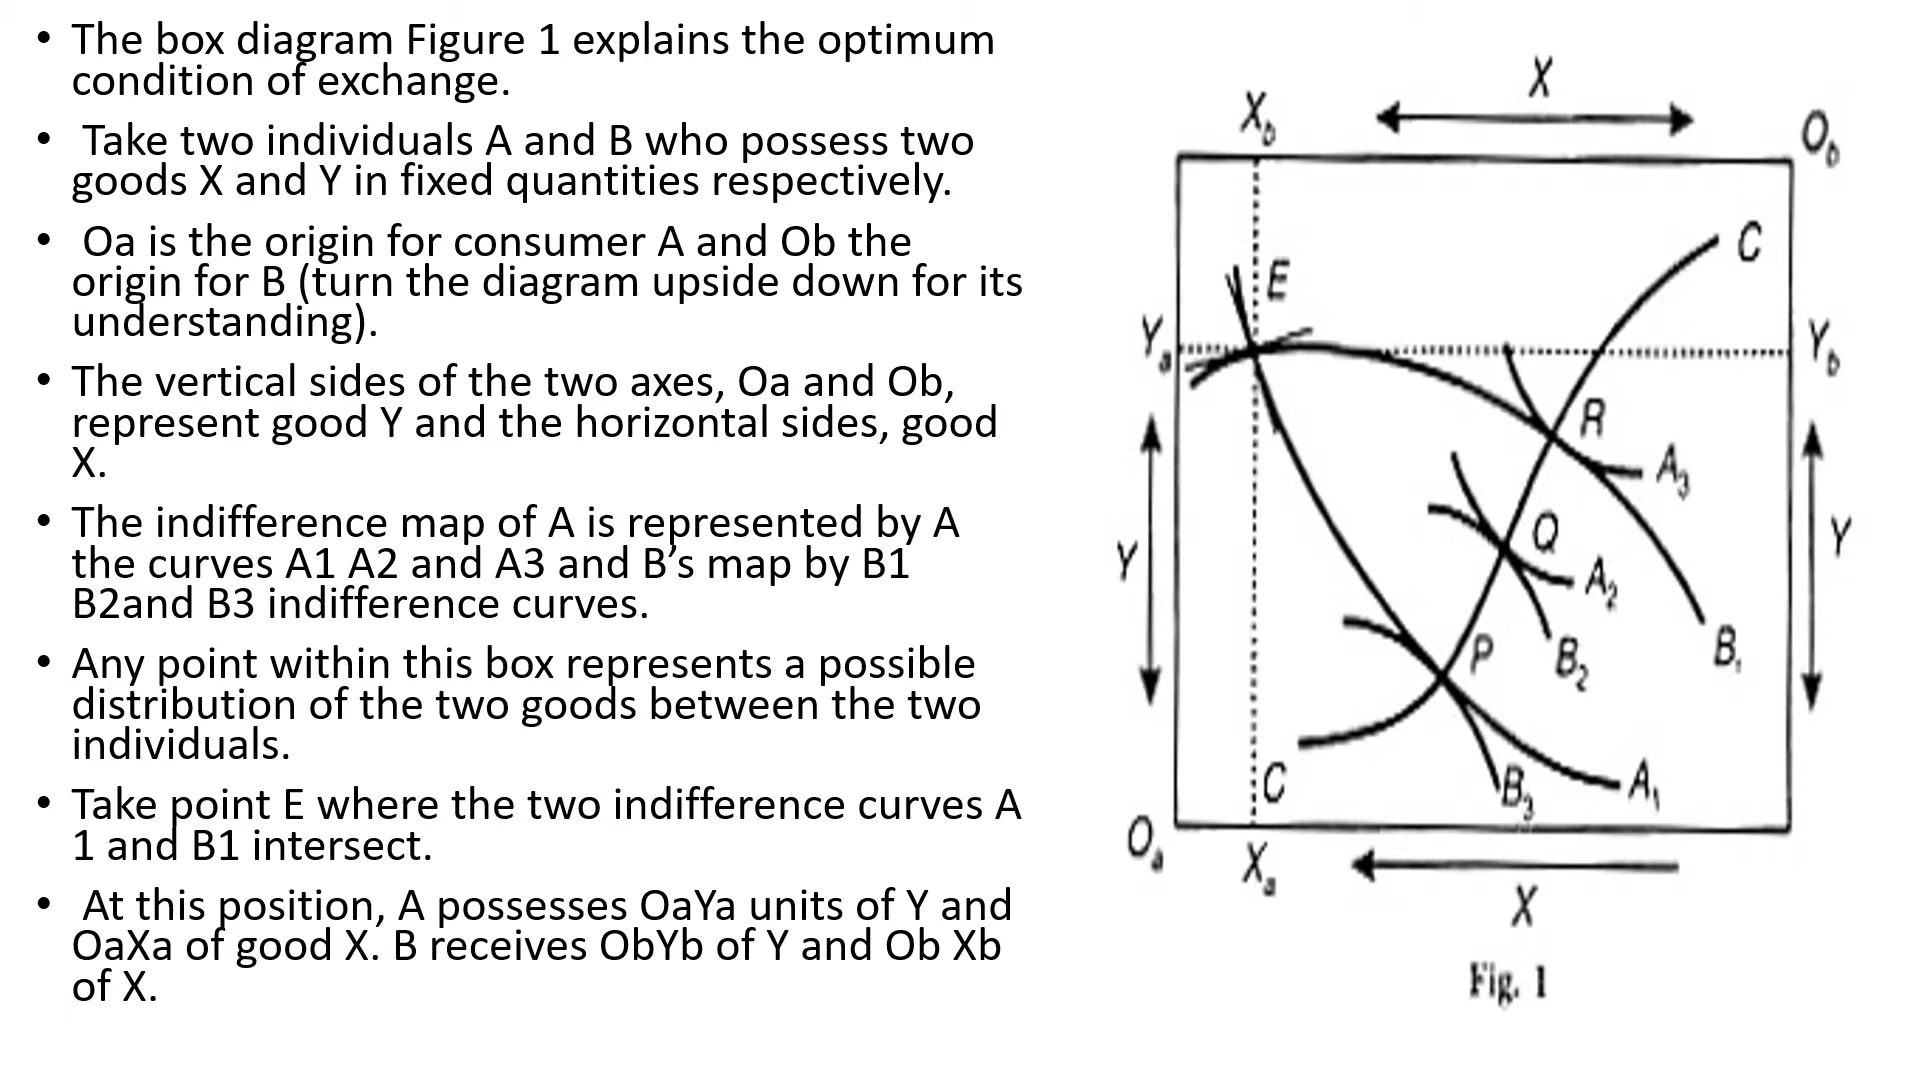 • The box diagram Figure 1 explains the optimum
condition of exchange.
• Take two individuals A and B who possess two
goods X and Y in fixed quantities respectively.
• Oa is the origin for consumer A and Ob the
origin for B (turn the diagram upside down for its
understanding).
• The vertical sides of the two axes, Oa and Ob,
represent good Y and the horizontal sides, good
X.
• The indifference map of A is represented by A
the curves A1 A2 and A3 and B’s map by B1
B2and B3 indifference curves.
• Any point within this box represents a possible
distribution of the two goods between the two
individuals.
• Take point E where the two indifference curves A
1 and B1 intersect.
• At this position, A possesses OaYa units of Y and
OaXa of good X. B receives ObYb of Y and Ob Xb
of X.
X
Xb
Ob
C
E
Ya
Yb
R
A3
Q
Y
Y
A2
P
B2
B1
C
B3
A1
Oa
Xa
X
Fig. 1